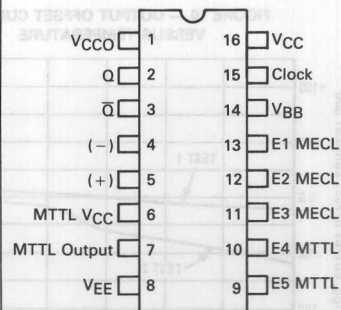 VCCO 1 16 VCC
Q 2 15 Clock
Q̅ 3 14 VBB
(−) 4 13 E1 MECL
(+) 5 12 E2 MECL
MTTL VCC 6 11 E3 MECL
MTTL Output 7 10 E4 MTTL
VEE 8 9 E5 MTTL